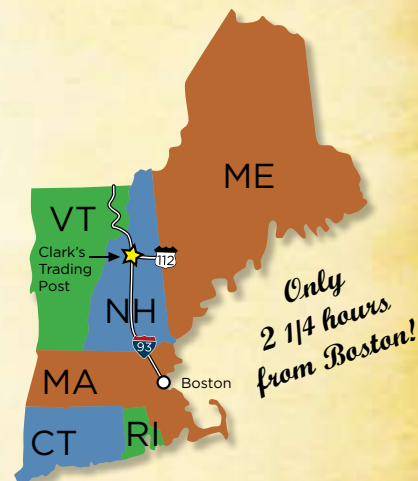 ME
VT
Clark's
Trading
Post
112
NH
Only
2 1/4 hours
from Boston!
93
MA
Boston
CT
RI